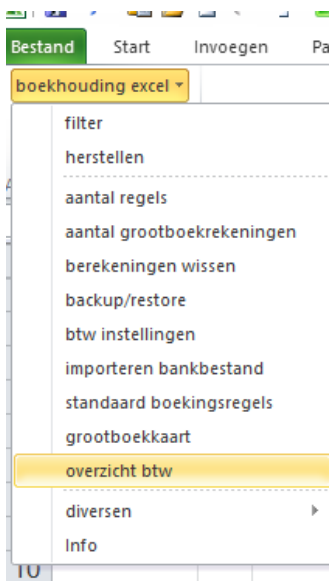 Bestand Start Invoegen Pa
boekhouding excel
filter
herstellen
aantal regels
aantal grootboekrekeningen
berekeningen wissen
backup/restore
btw instellingen
importeren bankbestand
standaard boekingsregels
grootboekkaart
overzicht btw
diversen
Info
10